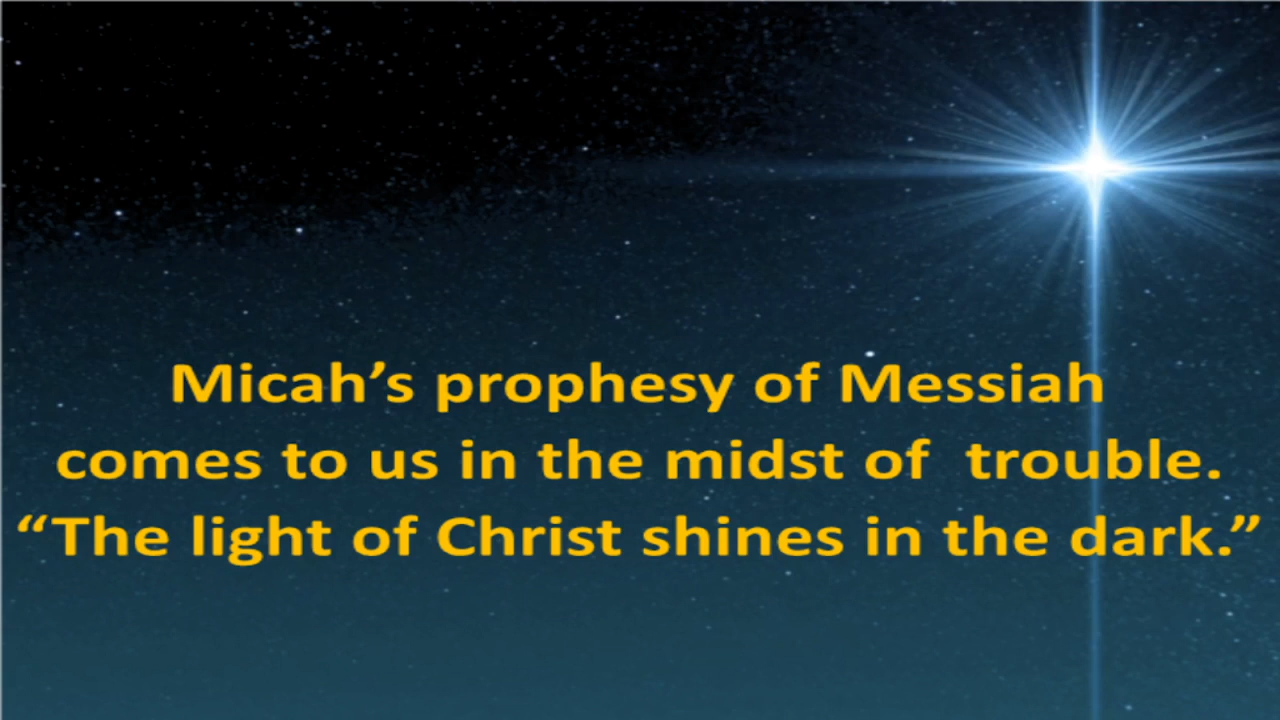 Micah’s prophesy of Messiah
comes to us in the midst of  trouble.
“The light of Christ shines in the dark.”